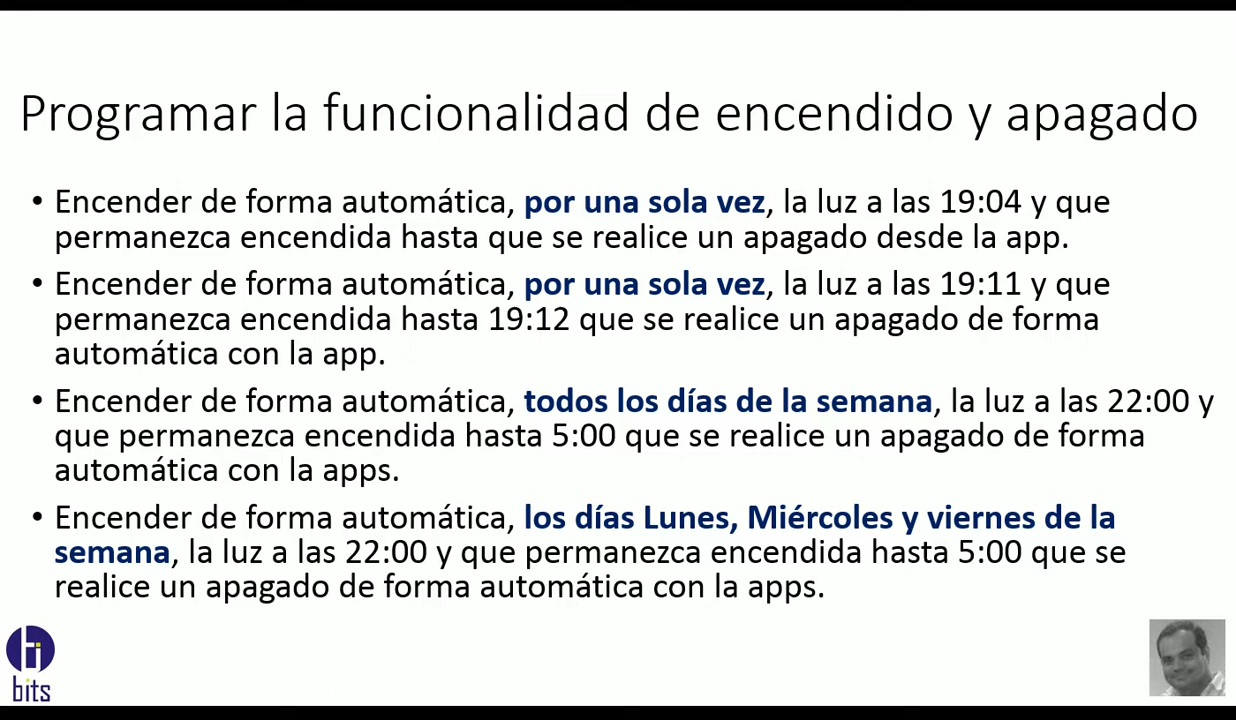 Programar la funcionalidad de encendido y apagado
• Encender de forma automática, por una sola vez, la luz a las 19:04 y que
permanezca encendida hasta que se realice un apagado desde la app.
• Encender de forma automática, por una sola vez, la luz a las 19:11 y que
permanezca encendida hasta 19:12 que se realice un apagado de forma
automática con la app.
• Encender de forma automática, todos los días de la semana, la luz a las 22:00 y
que permanezca encendida hasta 5:00 que se realice un apagado de forma
automática con la apps.
• Encender de forma automática, los días Lunes, Miércoles y viernes de la
semana, la luz a las 22:00 y que permanezca encendida hasta 5:00 que se
realice un apagado de forma automática con la apps.
bits